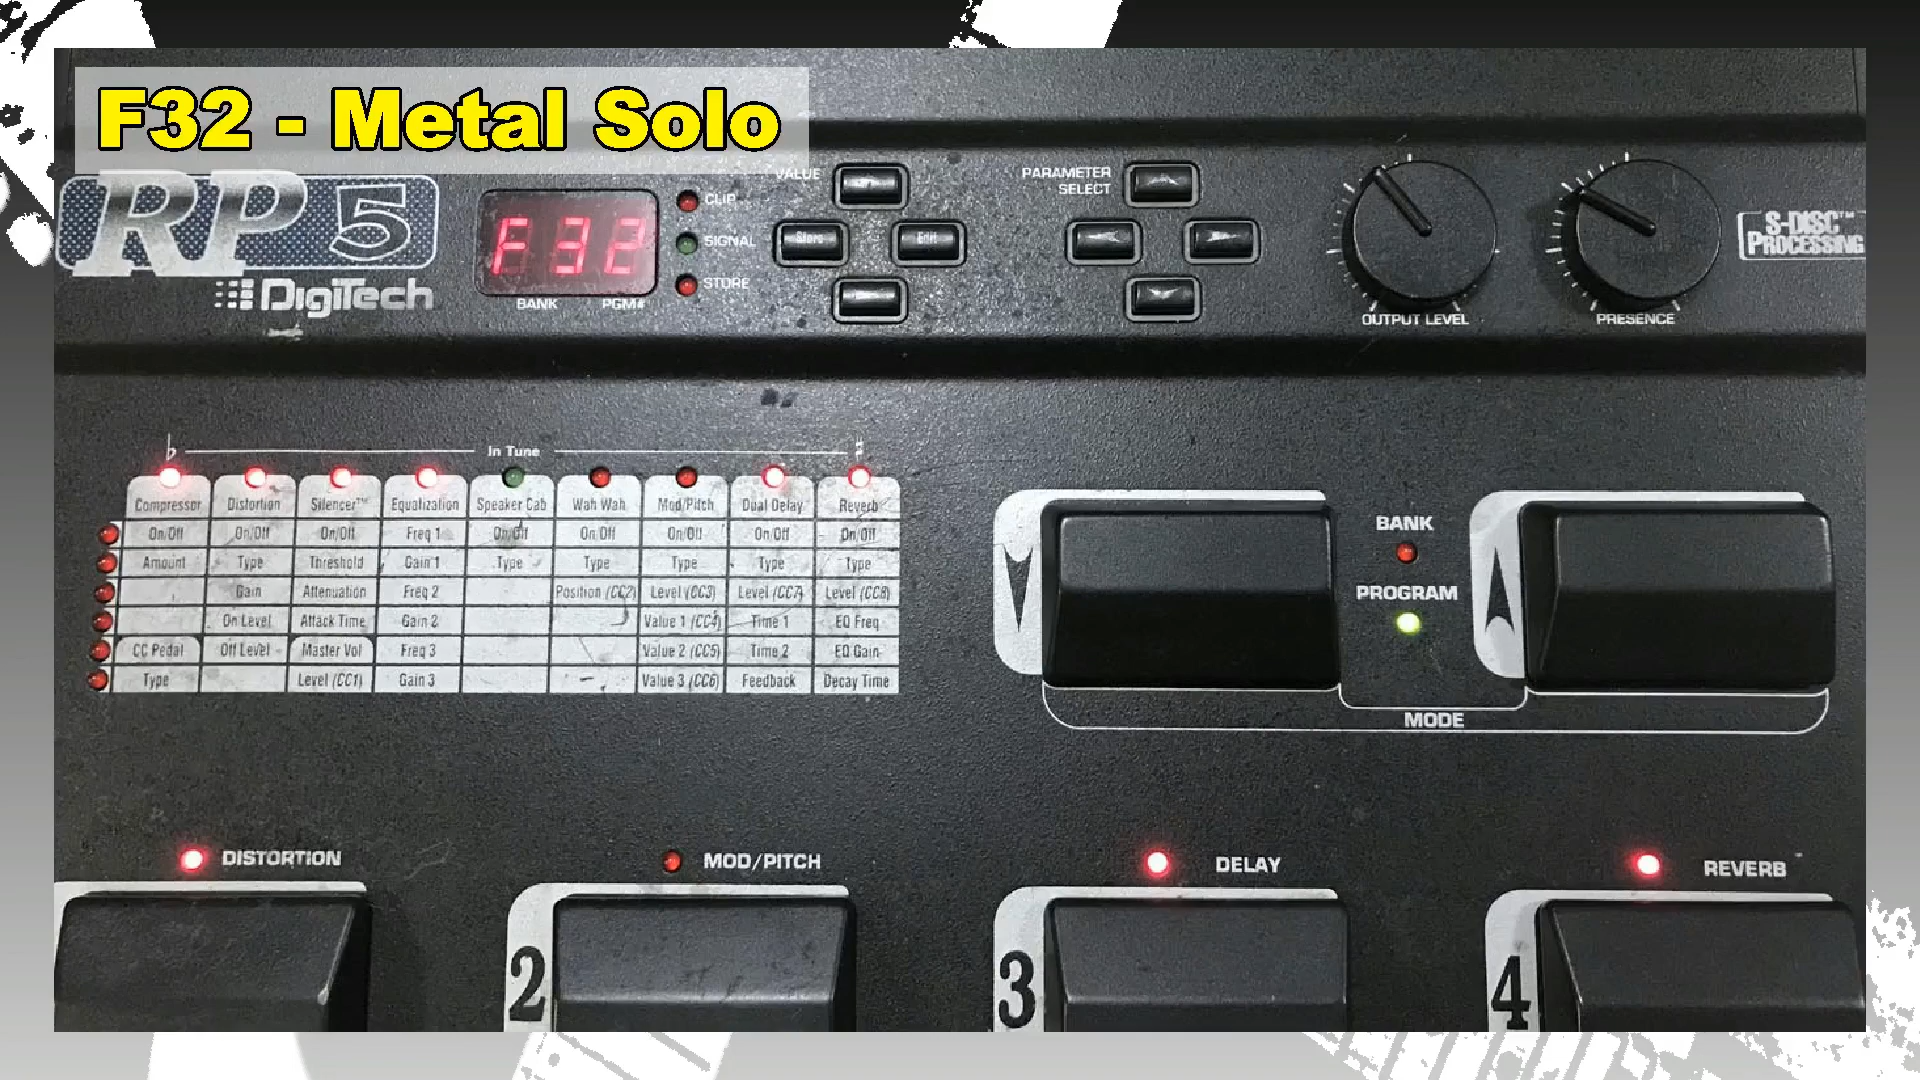 F32 - Metal Solo
RP 5
DigiTech
F32
BANK PGM#
CLIP
SIGNAL
STORE
VALUE
Store
Edit
PARAMETER
SELECT
OUTPUT LEVEL
PRESENCE
S-DISC™
PROCESSING
♭ In Tune ♯
Compressor Distortion Silencer™ Equalization Speaker Cab Wah Wah Mod/Pitch Dual Delay Reverb
On/Off On/Off On/Off Freq 1 On/Off On/Off On/Off On/Off On/Off
Amount Type Threshold Gain 1 Type Type Type Type Type
Gain Attenuation Freq 2 Position (CC2) Level (CC3) Level (CC7) Level (CC8)
On Level Attack Time Gain 2 Value 1 (CC4) Time 1 EQ Freq
CC Pedal Off Level Master Vol Freq 3 Value 2 (CC5) Time 2 EQ Gain
Type Level (CC1) Gain 3 Value 3 (CC6) Feedback Decay Time
BANK
PROGRAM
MODE
DISTORTION
MOD/PITCH
DELAY
REVERB
2
3
4